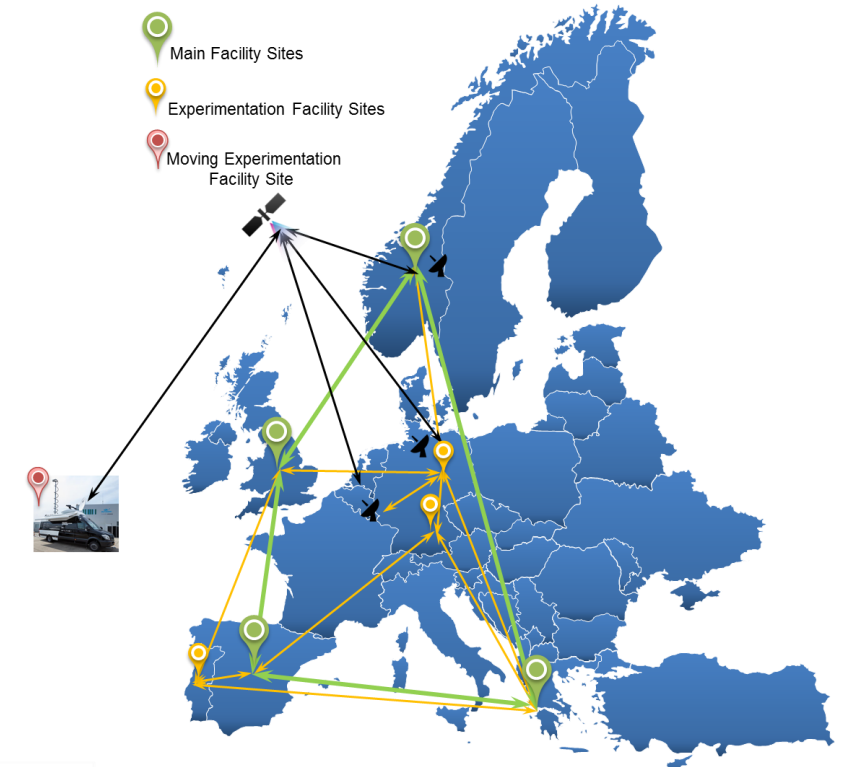 Main Facility Sites
Experimentation Facility Sites
Moving Experimentation
Facility Site